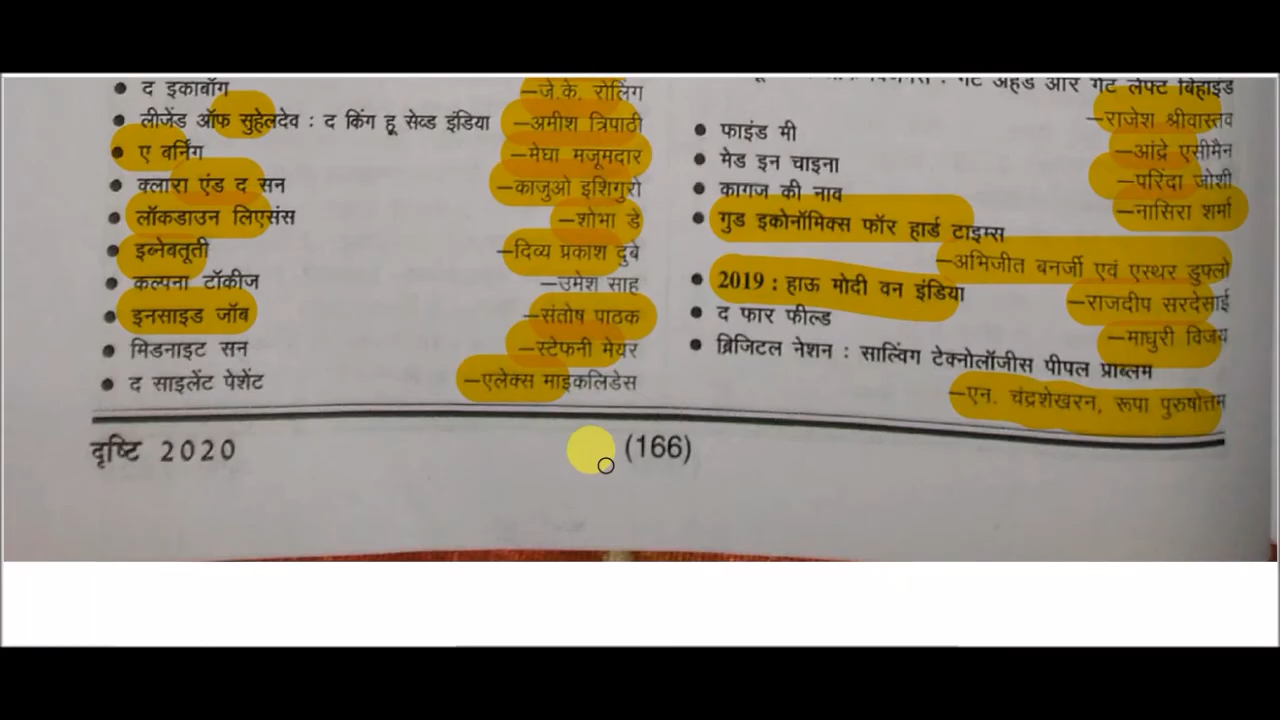 • द इकाबॉग —जे.के. रोलिंग
• लीजेंड ऑफ सुहेलदेव : द किंग हू सेव्ड इंडिया —अमीश त्रिपाठी
• ए बर्निंग —मेघा मजूमदार
• क्लारा एंड द सन —काजुओ इशिगुरो
• लॉकडाउन लिएसंस —शोभा डे
• इब्नेबतूती —दिव्य प्रकाश दुबे
• कल्पना टॉकीज —उमेश साह
• इनसाइड जॉब —संतोष पाठक
• मिडनाइट सन —स्टेफनी मेयर
• द साइलेंट पेशेंट —एलेक्स माइकलिडेस
: गेट अहेड और गेट लेफ्ट बिहाइंड
—राजेश श्रीवास्तव
• फाइंड मी —आंद्रे एसीमैन
• मेड इन चाइना —परिंदा जोशी
• कागज की नाव —नासिरा शर्मा
• गुड इकोनॉमिक्स फॉर हार्ड टाइम्स
—अभिजीत बनर्जी एवं एस्थर डुफ्लो
• 2019 : हाऊ मोदी वन इंडिया —राजदीप सरदेसाई
• द फार फील्ड —माधुरी विजय
• ब्रिजिटल नेशन : साल्विंग टेक्नोलॉजीस पीपल प्राब्लम
—एन. चंद्रशेखरन, रूपा पुरुषोत्तम
दृष्टि 2020 (166)